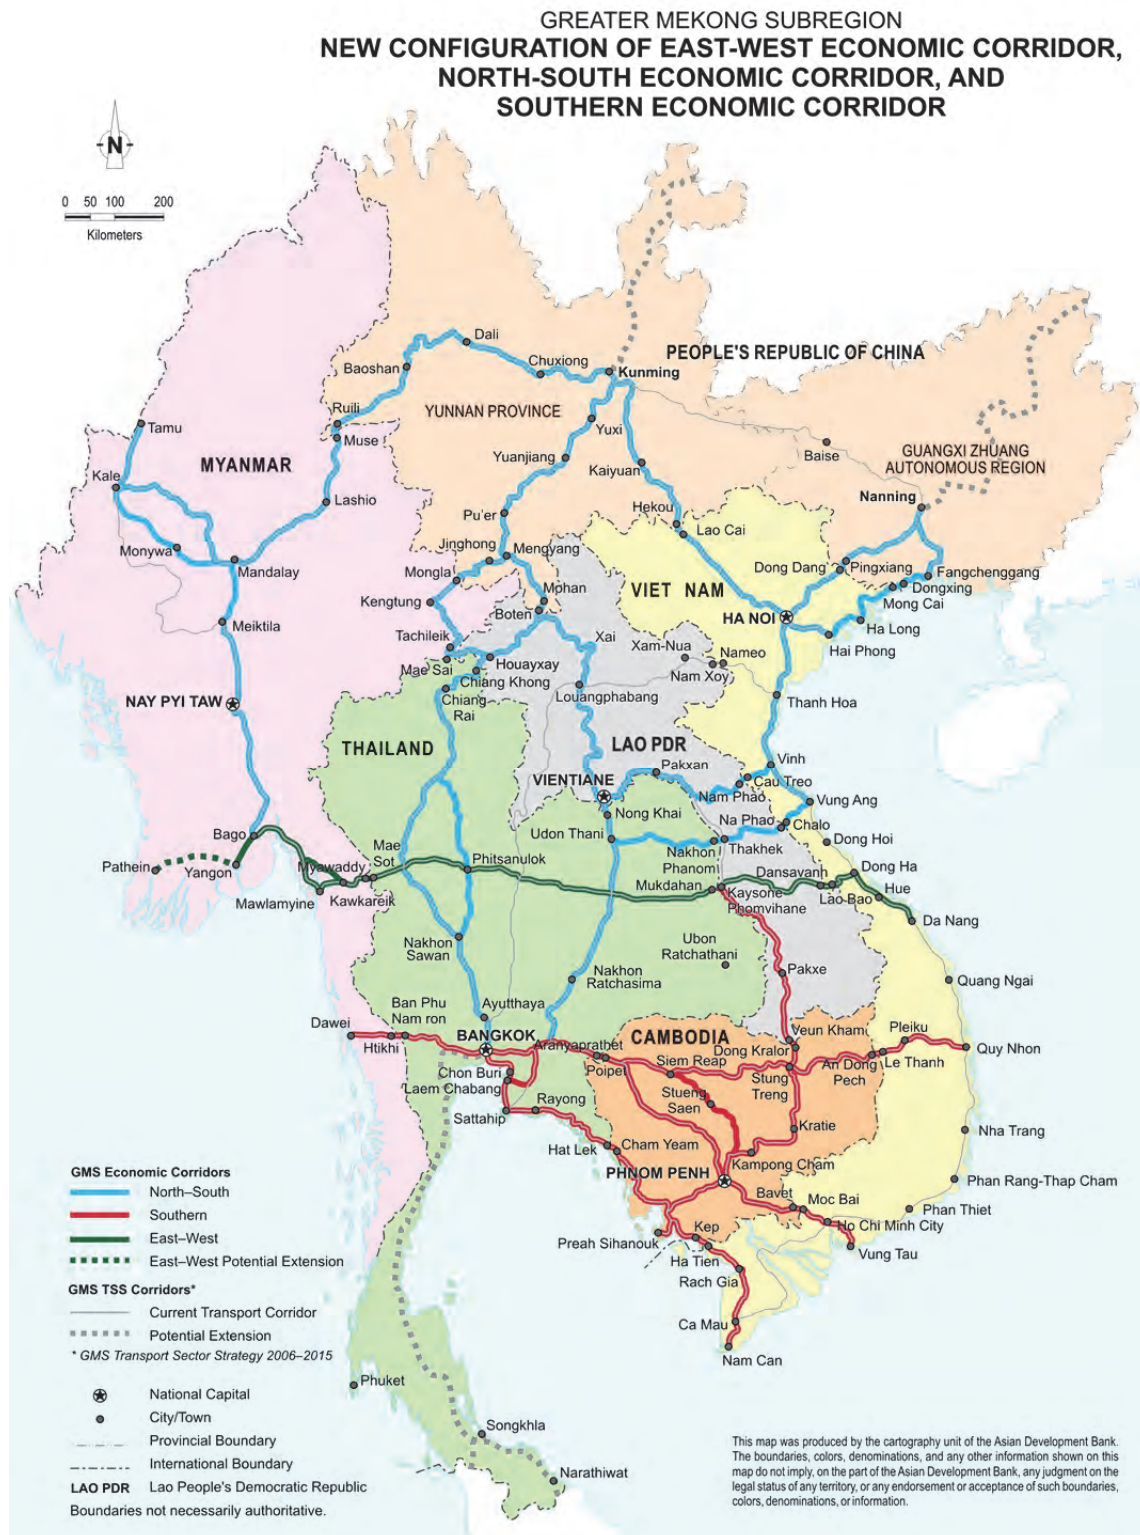 GREATER MEKONG SUBREGION
NEW CONFIGURATION OF EAST-WEST ECONOMIC CORRIDOR,
NORTH-SOUTH ECONOMIC CORRIDOR, AND
SOUTHERN ECONOMIC CORRIDOR
N
0 50 100 200
Kilometers
Dali
PEOPLE'S REPUBLIC OF CHINA
Chuxiong
Baoshan
Kunming
Ruili
YUNNAN PROVINCE
Tamu
Muse
Yuxi
Baise
GUANGXI ZHUANG
AUTONOMOUS REGION
MYANMAR
Yuanjiang
Kaiyuan
Kale
Lashio
Nanning
Pu'er
Hekou
Lao Cai
Monywa
Jinghong
Mengyang
Mandalay
Mongla
Dong Dang
Pingxiang
Fangchenggang
Dongxing
Mohan
VIET NAM
Mong Cai
Kengtung
Boten
HA NOI
Meiktila
Ha Long
Tachileik
Xai
Xam-Nua
Nameo
Hai Phong
Mae Sai
Houayxay
Nam Xoy
Chiang Khong
NAY PYI TAW
Chiang
Rai
Louangphabang
Thanh Hoa
THAILAND
LAO PDR
Pakxan
Vinh
VIENTIANE
Cau Treo
Nam Phao
Vung Ang
Nong Khai
Na Phao
Chalo
Bago
Udon Thani
Dong Hoi
Mae
Sot
Nakhon
Phanom
Thakhek
Pathein
Yangon
Myawaddy
Phitsanulok
Dansavanh
Dong Ha
Mawlamyine
Kawkareik
Mukdahan
Kaysone
Phomvihane
Lao Bao
Hue
Da Nang
Nakhon
Sawan
Ubon
Ratchathani
Nakhon
Ratchasima
Pakxe
Quang Ngai
Ban Phu
Nam ron
Ayutthaya
Dawei
Htikhi
BANGKOK
Aranyaprathet
CAMBODIA
Veun Kham
Pleiku
Dong Kralor
Quy Nhon
Chon Buri
Poipet
Siem Reap
An Dong
Pech
Le Thanh
Laem Chabang
Stueng
Saen
Stung
Treng
Sattahip
Rayong
Kratie
Nha Trang
Hat Lek
Cham Yeam
PHNOM PENH
Kampong Cham
Phan Rang-Thap Cham
Bavet
Moc Bai
Phan Thiet
Ho Chi Minh City
Preah Sihanouk
Kep
Vung Tau
Ha Tien
Rach Gia
Ca Mau
Nam Can
Phuket
Songkhla
Narathiwat
GMS Economic Corridors
North–South
Southern
East–West
East–West Potential Extension
GMS TSS Corridors*
Current Transport Corridor
Potential Extension
* GMS Transport Sector Strategy 2006–2015
National Capital
City/Town
Provincial Boundary
International Boundary
LAO PDR Lao People's Democratic Republic
Boundaries not necessarily authoritative.
This map was produced by the cartography unit of the Asian Development Bank.
The boundaries, colors, denominations, and any other information shown on this
map do not imply, on the part of the Asian Development Bank, any judgment on the
legal status of any territory, or any endorsement or acceptance of such boundaries,
colors, denominations, or information.